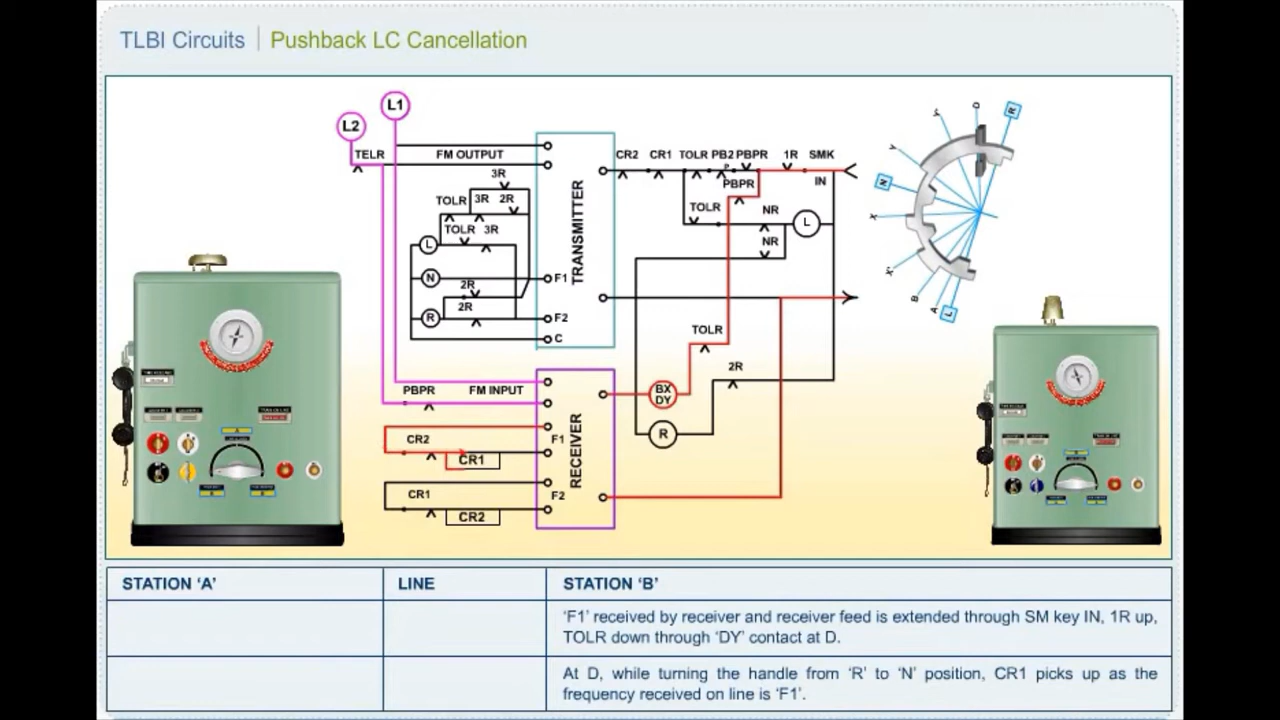 TLBI Circuits | Pushback LC Cancellation
L1
L2
TELR
FM OUTPUT
3R
TOLR 3R 2R
TOLR 3R
L
N
2R
2R
R
F1
F2
C
TRANSMITTER
CR2 CR1 TOLR PB2 PBPR 1R SMK
P
PBPR
IN
TOLR
NR
L
NR
TOLR
2R
BX
DY
R
PBPR
FM INPUT
CR2
F1
CR1
CR1
F2
CR2
RECEIVER
D
R
Y'
Y
N
X
X'
B
A
L
STATION ‘A’
LINE
STATION ‘B’
‘F1’ received by receiver and receiver feed is extended through SM key IN, 1R up,
TOLR down through ‘DY’ contact at D.
At D, while turning the handle from ‘R’ to ‘N’ position, CR1 picks up as the
frequency received on line is ‘F1’.